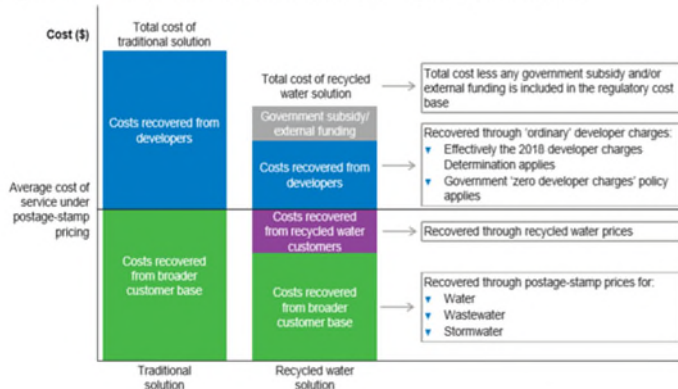 Cost ($)
Total cost of
traditional solution
Total cost of recycled
water solution
Total cost less any government subsidy and/or
external funding is included in the regulatory cost
base
Government subsidy/
external funding
Costs recovered from
developers
Costs recovered from
developers
Recovered through 'ordinary' developer charges:
Effectively the 2018 developer charges
Determination applies
Government 'zero developer charges' policy
applies
Average cost of
service under
postage-stamp
pricing
Costs recovered
from recycled water
customers
Recovered through recycled water prices
Costs recovered
from broader
customer base
Costs recovered
from broader
customer base
Recovered through postage-stamp prices for:
Water
Wastewater
Stormwater
Traditional
solution
Recycled water
solution